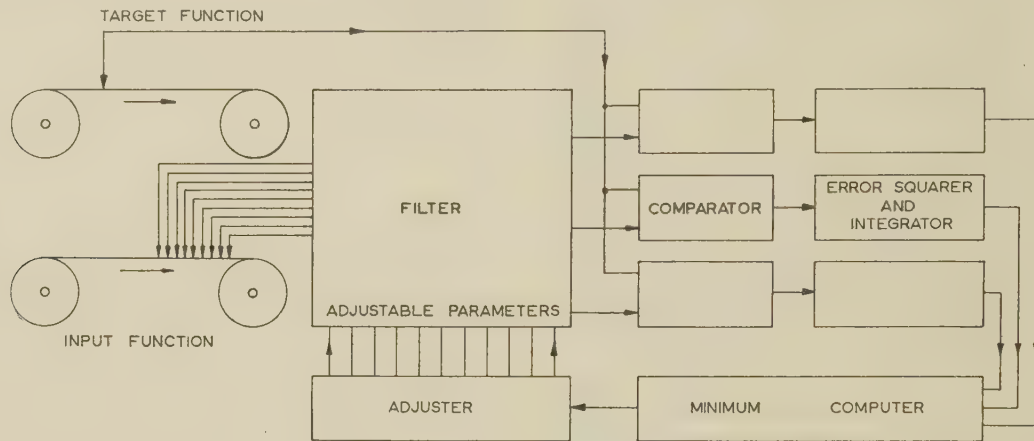 TARGET FUNCTION
FILTER
COMPARATOR
ERROR SQUARER
AND
INTEGRATOR
ADJUSTABLE PARAMETERS
INPUT FUNCTION
ADJUSTER
MINIMUM COMPUTER